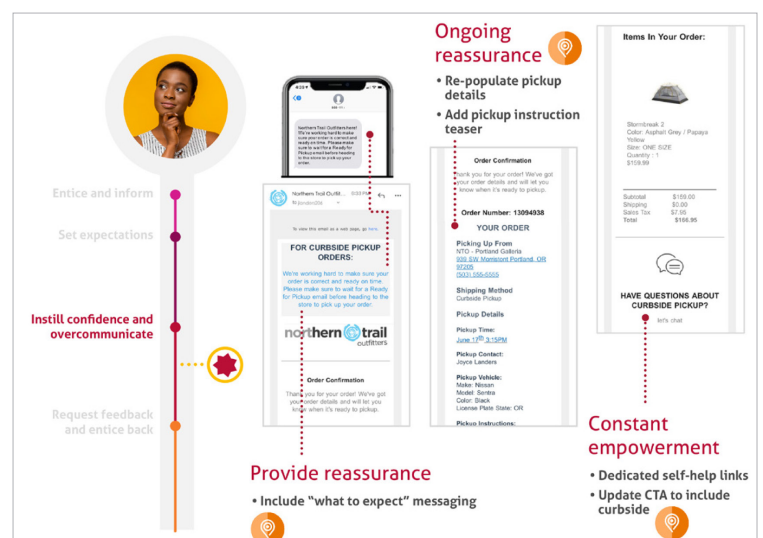 Entice and inform
Set expectations
Instill confidence and
overcommunicate
Request feedback
and entice back
Northern Trail Outfitters here!
We're working hard to make
sure your order is correct and
ready on time. Please make
sure to wait for a Ready for
Pickup email before heading
to the store to pick up your
order.
Northern Trail Outfit...
To view this email as a web page, go here.
FOR CURBSIDE PICKUP
ORDERS:
We're working hard to make sure your
order is correct and ready on time.
Please make sure to wait for a Ready
for Pickup email before heading to the
store to pick up your order.
northern trail
outfitters
Order Confirmation
Thank you for your order! We've got
your order details and will let you
know when it's ready to pickup.
Provide reassurance
• Include “what to expect” messaging
Ongoing
reassurance
• Re-populate pickup
details
• Add pickup instruction
teaser
Order Confirmation
Thank you for your order! We've got
your order details and will let you
know when it's ready to pickup.
Order Number: 13094938
YOUR ORDER
Picking Up From
NTO - Portland Galleria
Portland, OR
97205
(503) 555-5555
Shipping Method
Curbside Pickup
Pickup Details
Pickup Time:
June 17th 3:15PM
Pickup Contact:
Joyce Landers
Pickup Vehicle:
Make: Nissan
Model: Sentra
Color: Black
License Plate State: OR
Pickup Instructions:
Items In Your Order:
Stormbreak 2
Color: Asphalt Grey / Papaya
Yellow
Size: ONE SIZE
Quantity : 1
$159.99
Subtotal
Shipping $0.00
Sales Tax $7.95
Total
HAVE QUESTIONS ABOUT
CURBSIDE PICKUP?
let's chat
Constant
empowerment
• Dedicated self-help links
• Update CTA to include
curbside